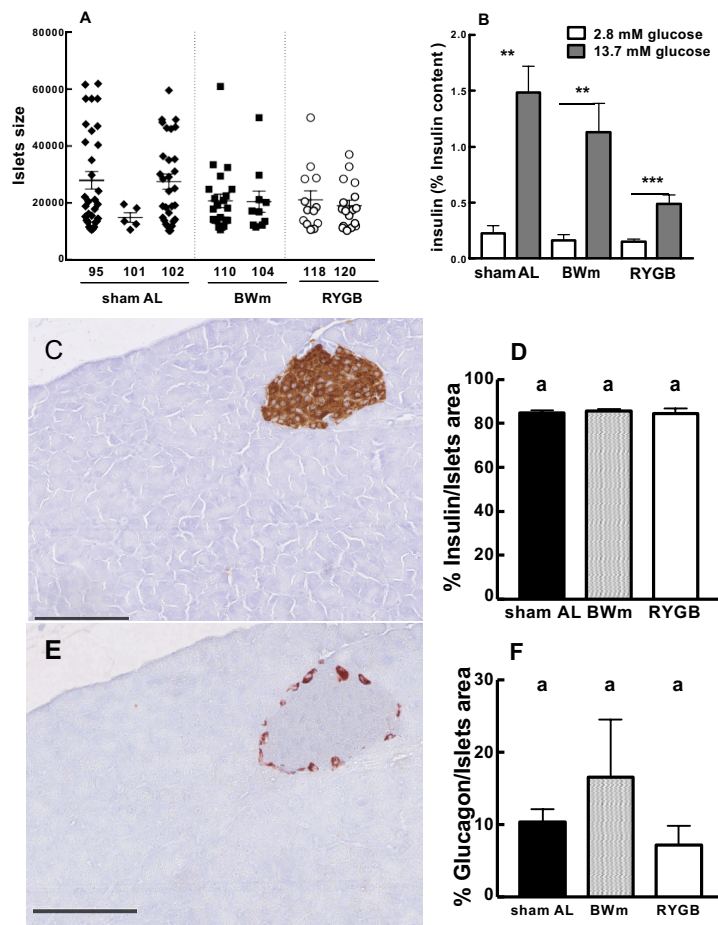 A
Islets size
80000
60000
40000
20000
0
95 101 102 110 104 118 120
sham AL BWm RYGB
B
2.8 mM glucose
13.7 mM glucose
insulin (% Insulin content)
2.0
1.5
1.0
0.5
0.0
** ** ***
sham AL BWm RYGB
C
D
% Insulin/Islets area
100
80
60
40
20
0
a a a
sham AL BWm RYGB
E
F
% Glucagon/Islets area
30
20
10
0
a a a
sham AL BWm RYGB